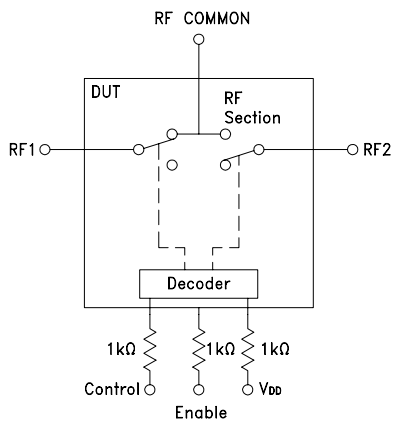 RF COMMON
DUT
RF
Section
RF1
RF2
Decoder
1kΩ
1kΩ
1kΩ
Control
VDD
Enable